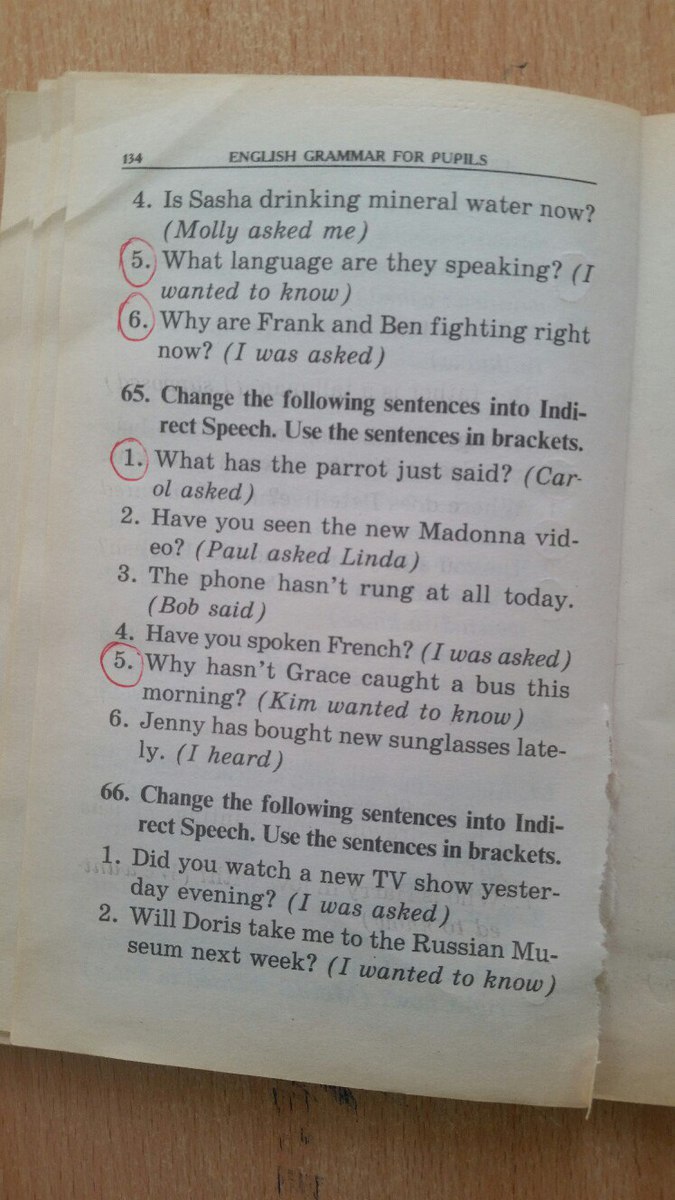 134 ENGLISH GRAMMAR FOR PUPILS
4. Is Sasha drinking mineral water now?
(Molly asked me)
5. What language are they speaking? (I
wanted to know)
6. Why are Frank and Ben fighting right
now? (I was asked)
65. Change the following sentences into Indi-
rect Speech. Use the sentences in brackets.
1. What has the parrot just said? (Car-
ol asked)
2. Have you seen the new Madonna vid-
eo? (Paul asked Linda)
3. The phone hasn't rung at all today.
(Bob said)
4. Have you spoken French? (I was asked)
5. Why hasn't Grace caught a bus this
morning? (Kim wanted to know)
6. Jenny has bought new sunglasses late-
ly. (I heard)
66. Change the following sentences into Indi-
rect Speech. Use the sentences in brackets.
1. Did you watch a new TV show yester-
day evening? (I was asked)
2. Will Doris take me to the Russian Mu-
seum next week? (I wanted to know)